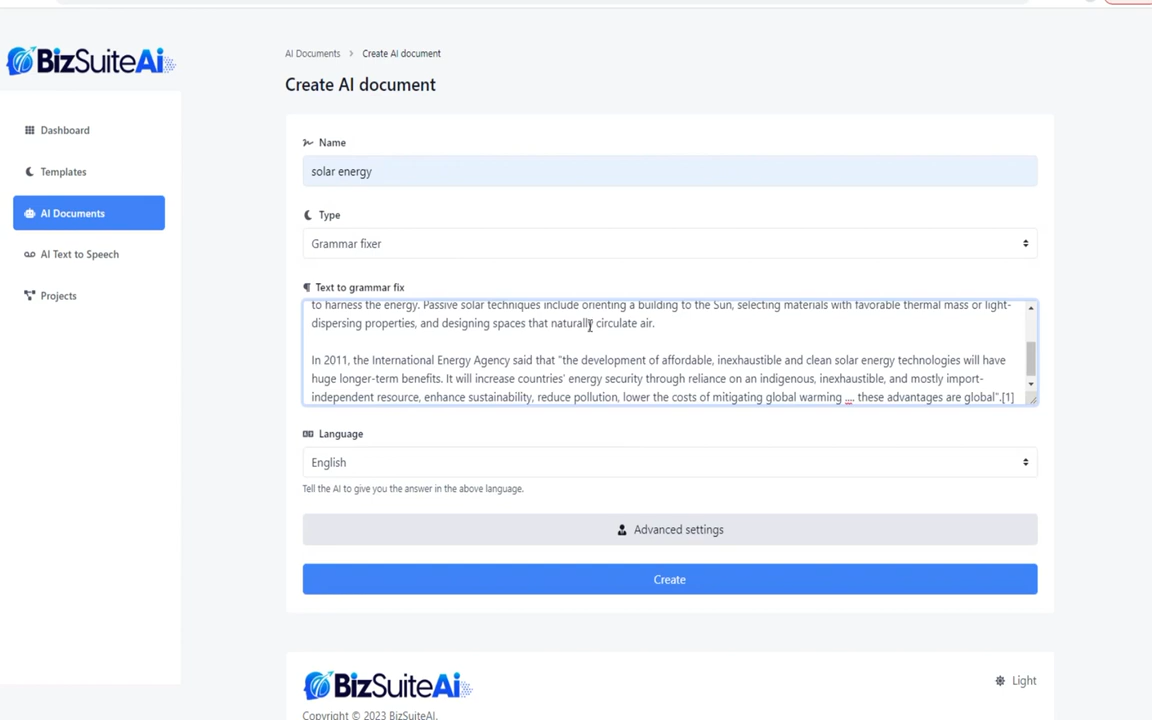 BizSuiteAi
AI Documents > Create AI document
Create AI document
Dashboard
Templates
AI Documents
AI Text to Speech
Projects
Name
solar energy
Type
Grammar fixer
Text to grammar fix
to harness the energy. Passive solar techniques include orienting a building to the Sun, selecting materials with favorable thermal mass or light-
dispersing properties, and designing spaces that naturally circulate air.
In 2011, the International Energy Agency said that "the development of affordable, inexhaustible and clean solar energy technologies will have
huge longer-term benefits. It will increase countries' energy security through reliance on an indigenous, inexhaustible, and mostly import-
independent resource, enhance sustainability, reduce pollution, lower the costs of mitigating global warming .... these advantages are global".[1]
Language
English
Tell the AI to give you the answer in the above language.
Advanced settings
Create
BizSuiteAi
Light
Copyright © 2023 BizSuiteAI.